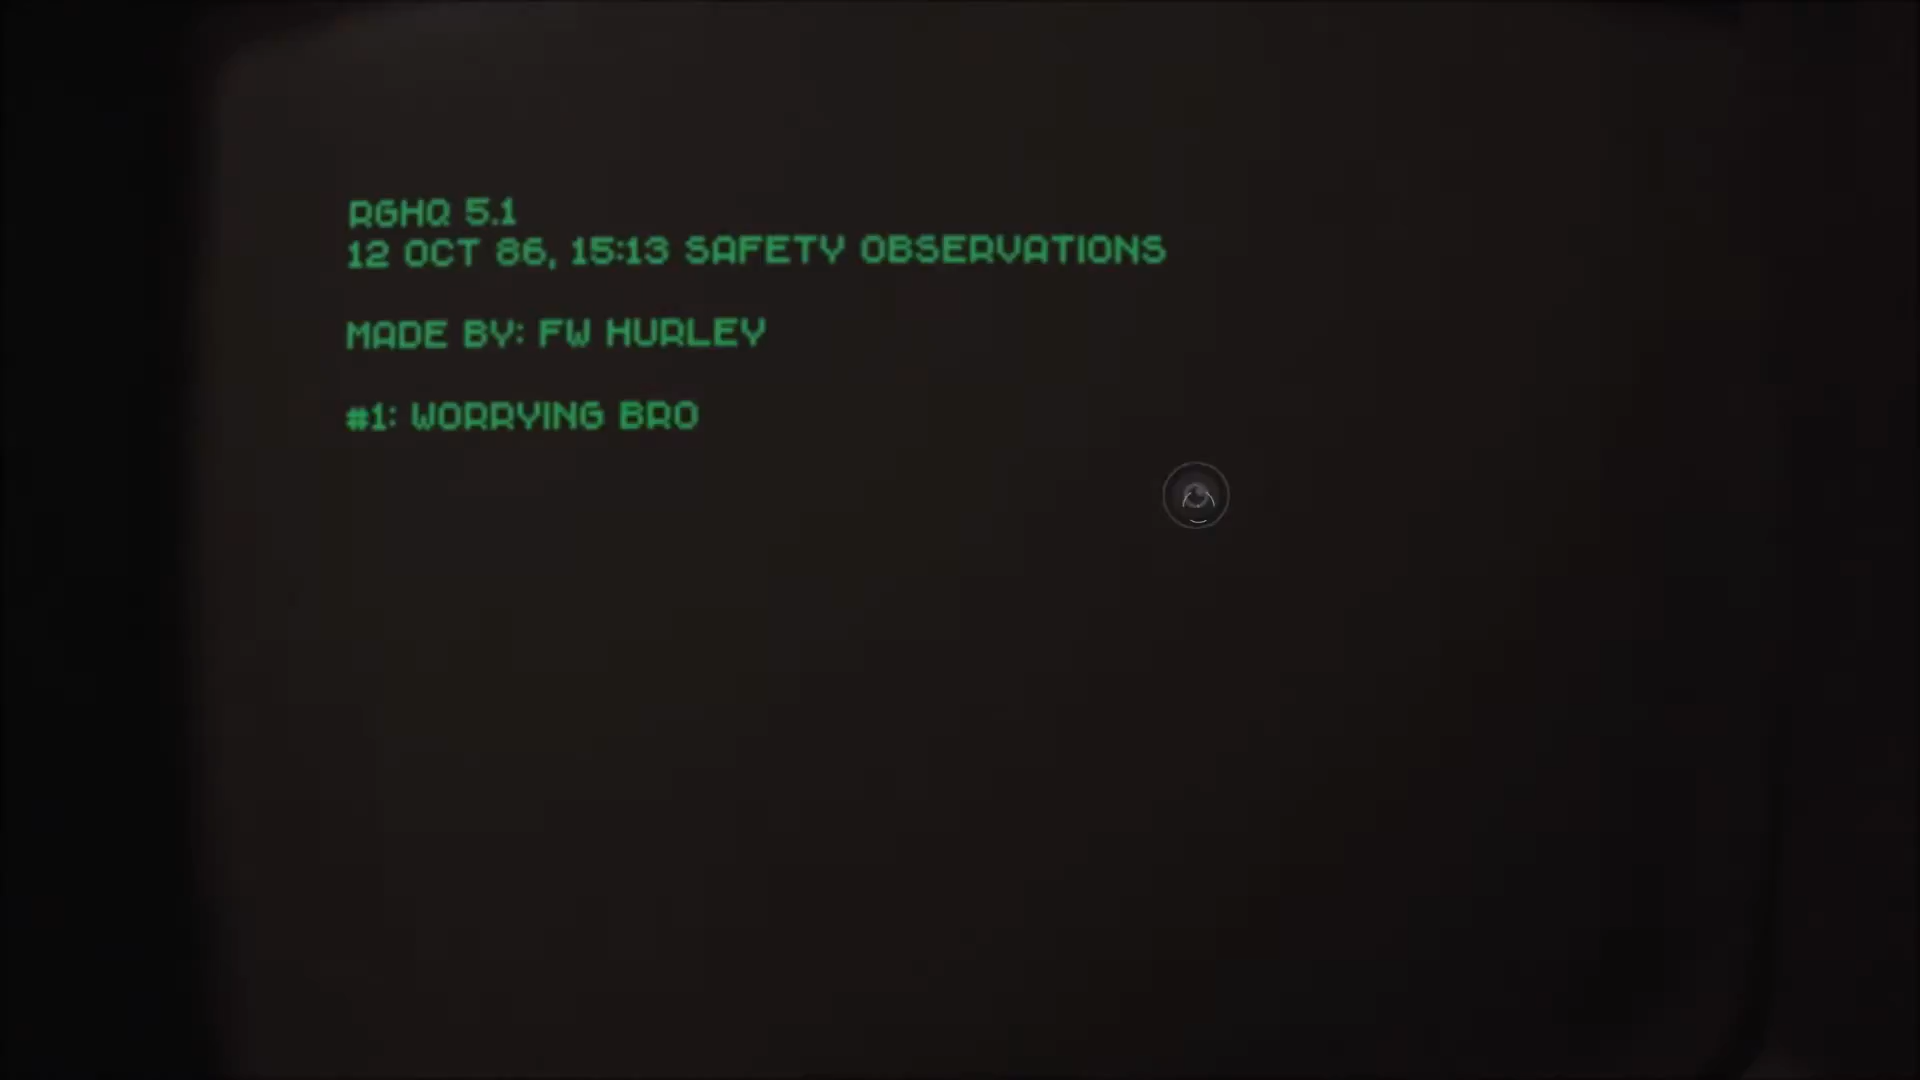 RGHQ 5.1
12 OCT 86, 15:13 SAFETY OBSERVATIONS
MADE BY: FW HURLEY
#1: WORRYING BRO